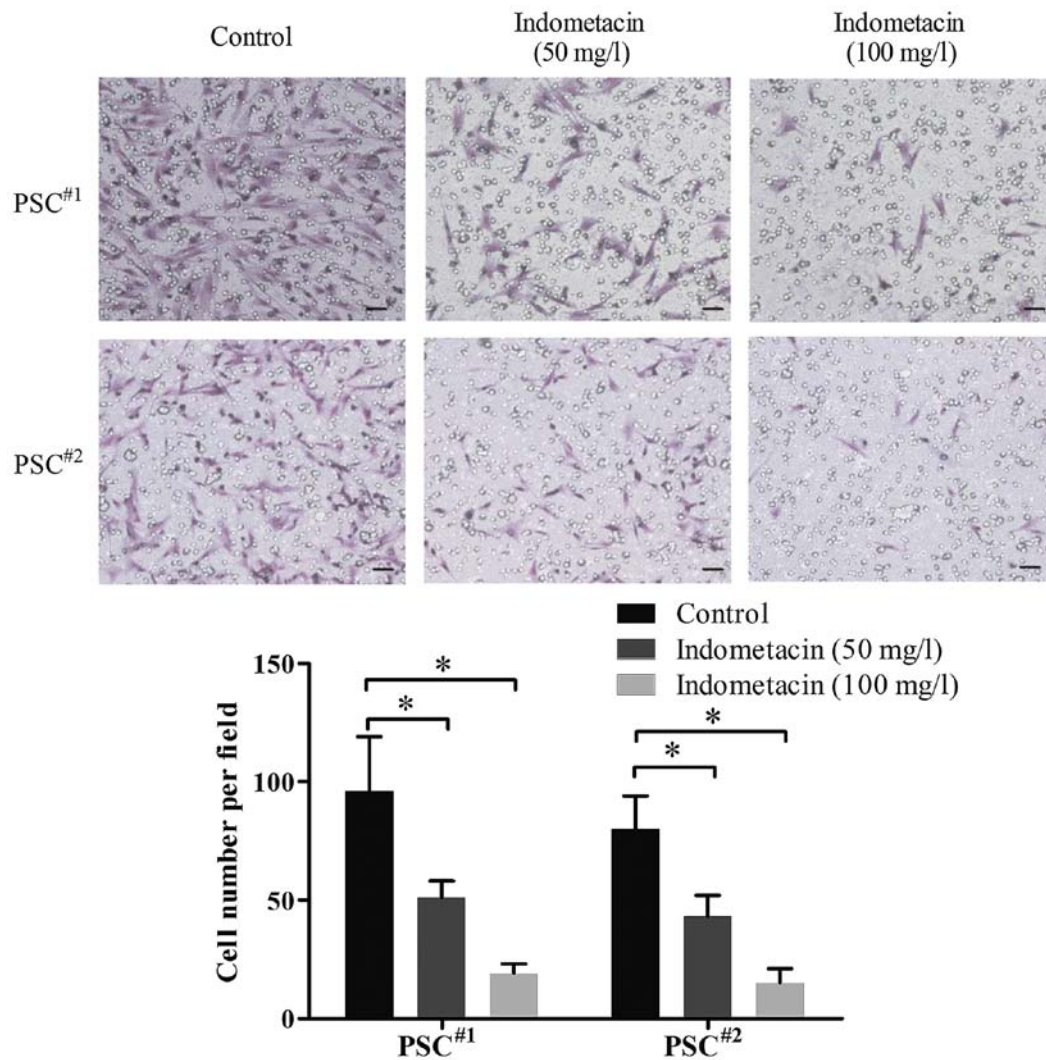 Control
Indometacin
(50 mg/l)
Indometacin
(100 mg/l)
PSC#1
PSC#2
Control
Indometacin (50 mg/l)
Indometacin (100 mg/l)
150
100
50
0
Cell number per field
*
*
*
*
PSC#1
PSC#2